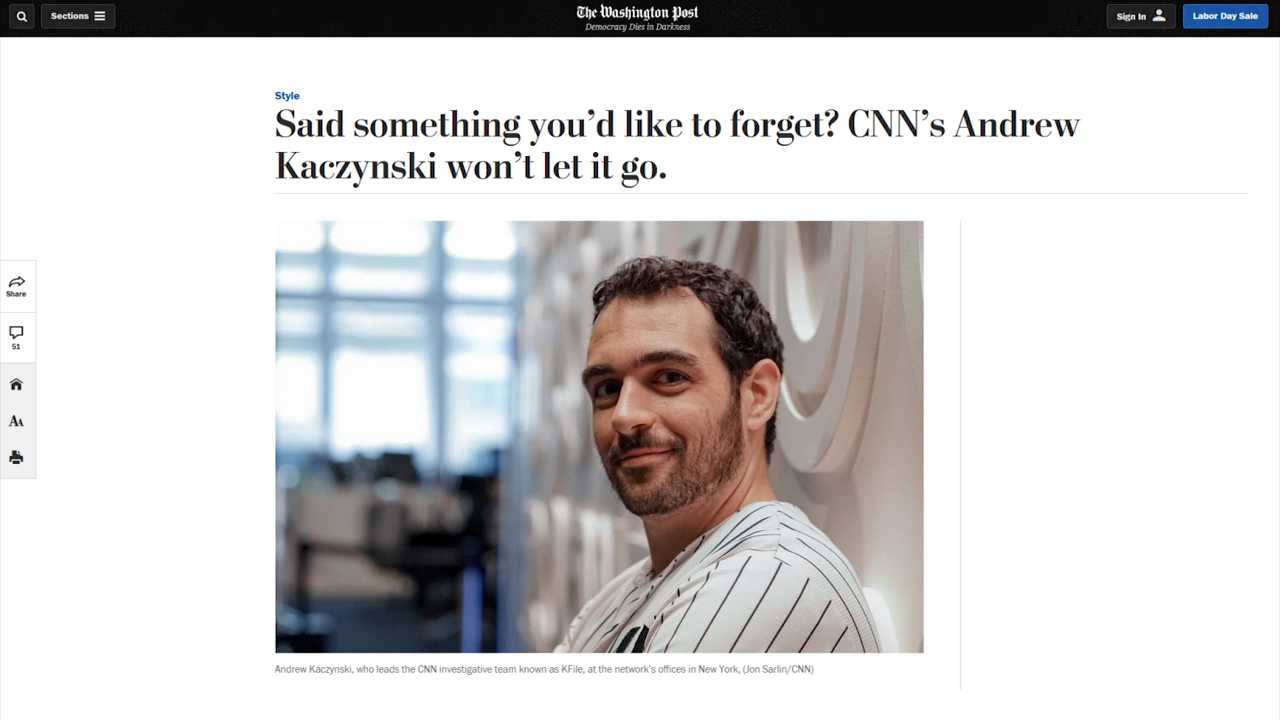 Sections
The Washington Post
Democracy Dies in Darkness
Sign In
Labor Day Sale
Style
Said something you’d like to forget? CNN’s Andrew
Kaczynski won’t let it go.
Share
51
AA
Andrew Kaczynski, who leads the CNN investigative team known as KFile, at the network's offices in New York, (Jon Sarlin/CNN)